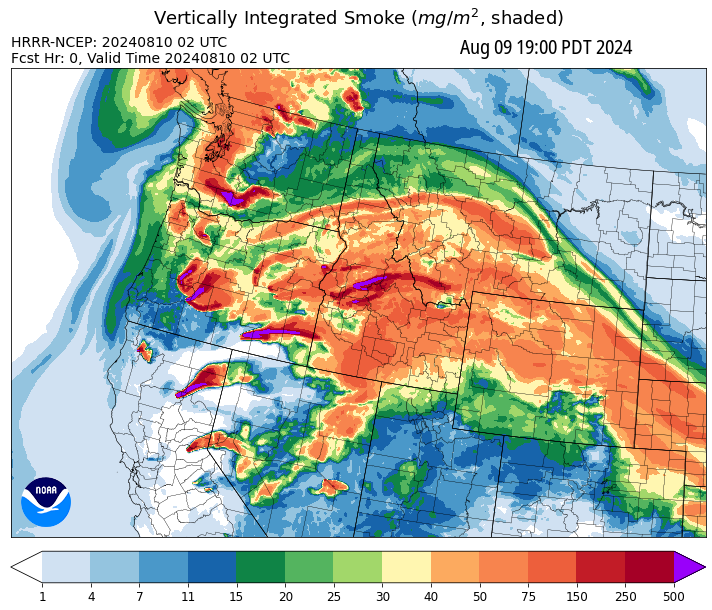 Vertically Integrated Smoke (mg/m², shaded)
HRRR-NCEP: 20240810 02 UTC
Aug 09 19:00 PDT 2024
Fcst Hr: 0, Valid Time 20240810 02 UTC
NOAA
1 4 7 11 15 20 25 30 40 50 75 150 250 500